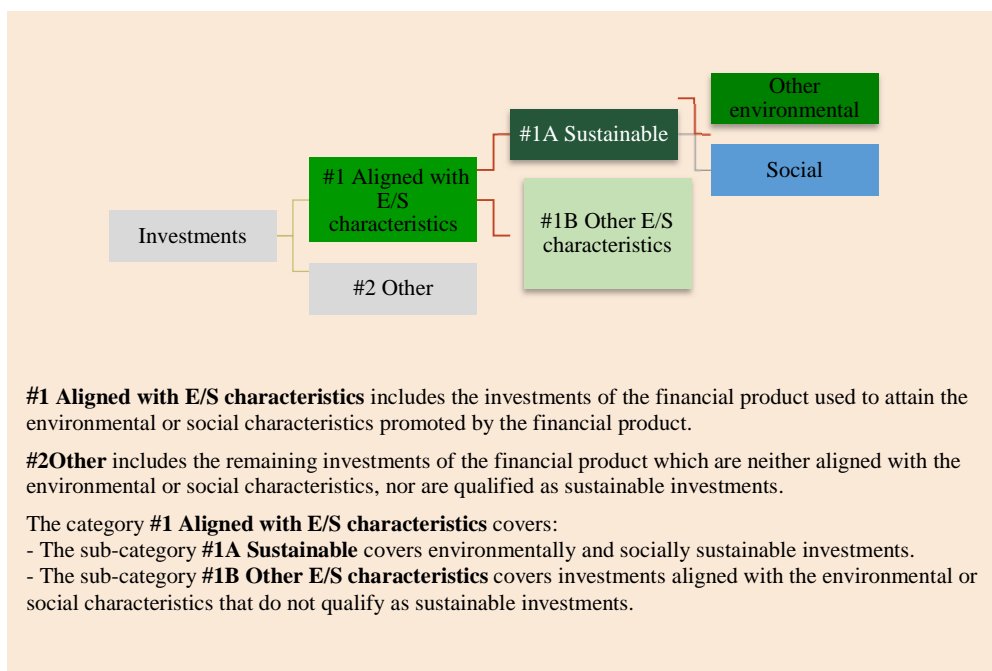 Other
environmental
#1A Sustainable
Social
#1 Aligned with
E/S
characteristics
#1B Other E/S
characteristics
Investments
#2 Other
#1 Aligned with E/S characteristics includes the investments of the financial product used to attain the
environmental or social characteristics promoted by the financial product.
#2Other includes the remaining investments of the financial product which are neither aligned with the
environmental or social characteristics, nor are qualified as sustainable investments.
The category #1 Aligned with E/S characteristics covers:
- The sub-category #1A Sustainable covers environmentally and socially sustainable investments.
- The sub-category #1B Other E/S characteristics covers investments aligned with the environmental or
social characteristics that do not qualify as sustainable investments.